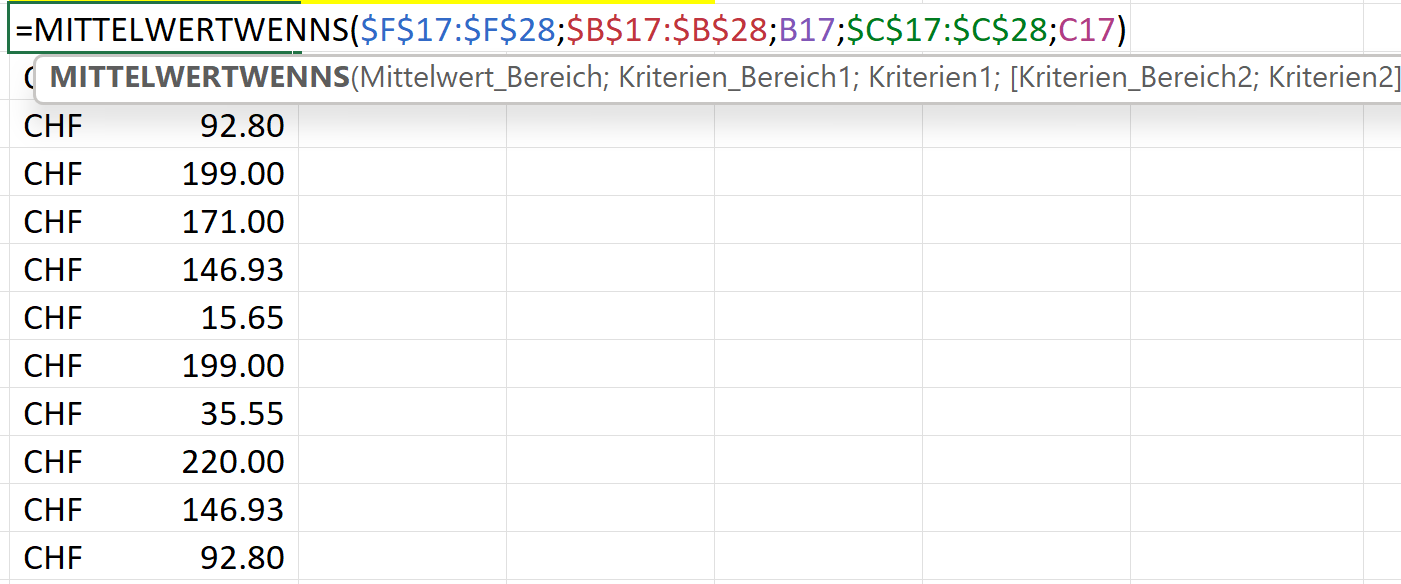 =MITTELWERTWENNS($F$17:$F$28;$B$17:$B$28;B17;$C$17:$C$28;C17)
MITTELWERTWENNS(Mittelwert_Bereich; Kriterien_Bereich1; Kriterien1; [Kriterien_Bereich2; Kriterien2]
CHF 92.80
CHF 199.00
CHF 171.00
CHF 146.93
CHF 15.65
CHF 199.00
CHF 35.55
CHF 220.00
CHF 146.93
CHF 92.80